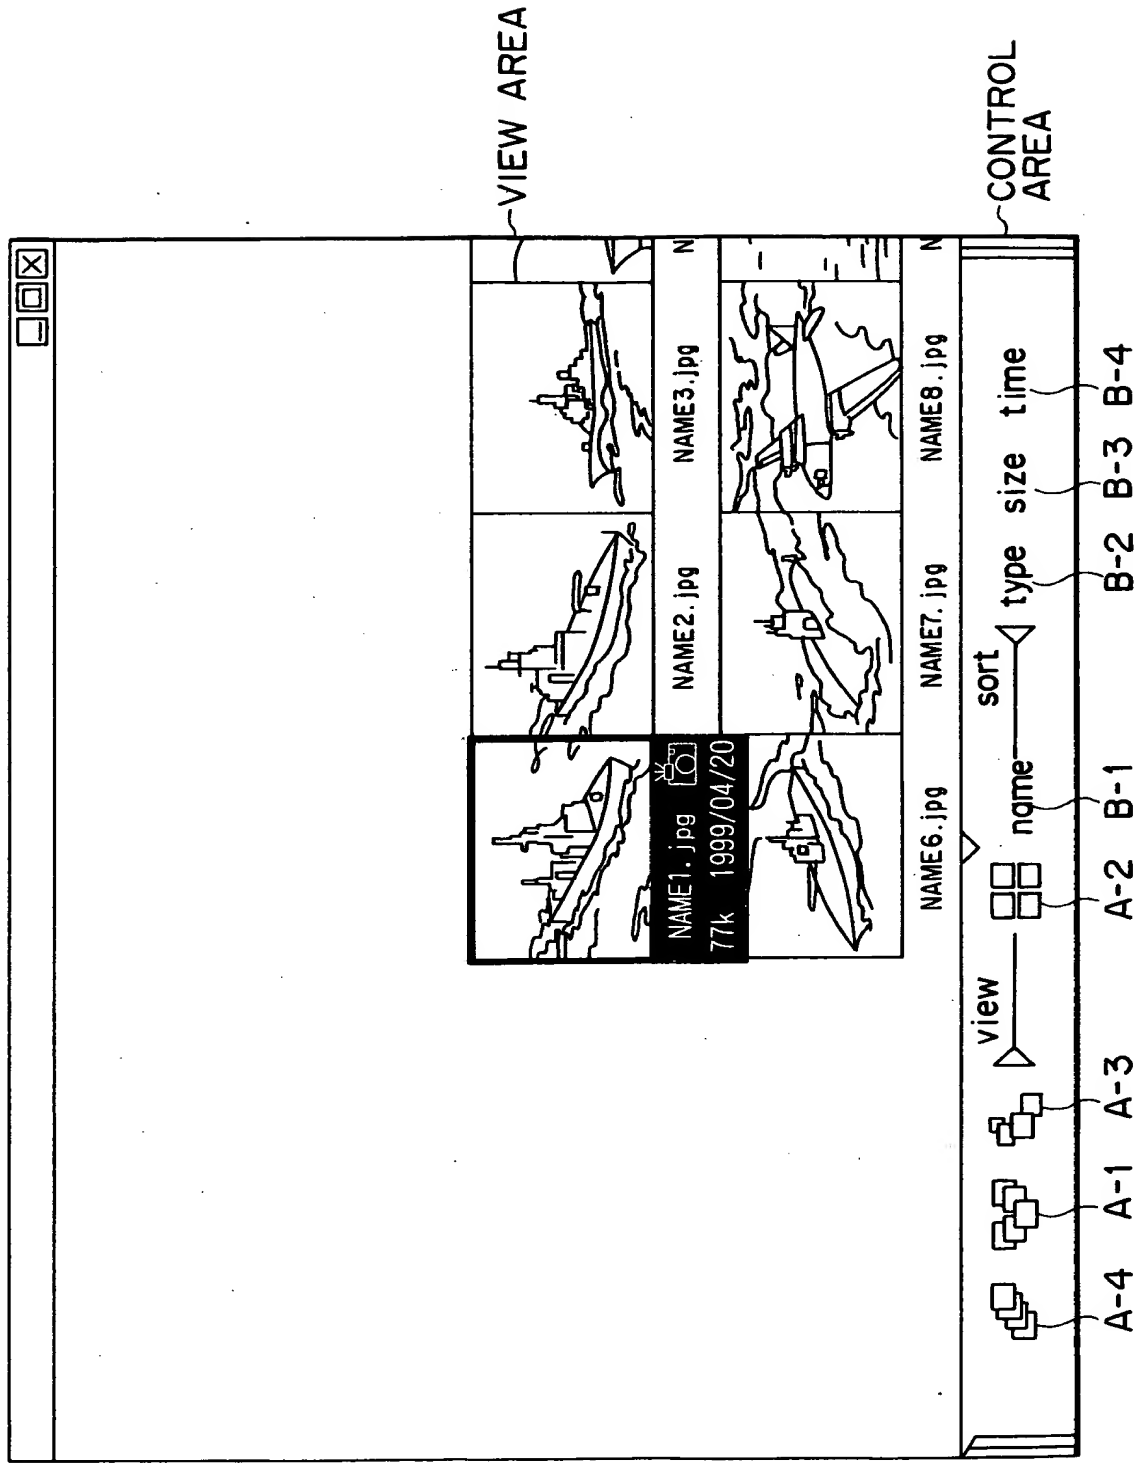 VIEW AREA
NAME1.jpg
77k 1999/04/20
NAME2.jpg
NAME3.jpg
N
NAME6.jpg
NAME7.jpg
NAME8.jpg
N
CONTROL
AREA
view
sort
name
type
size
time
A-4
A-1
A-3
A-2
B-1
B-2
B-3
B-4